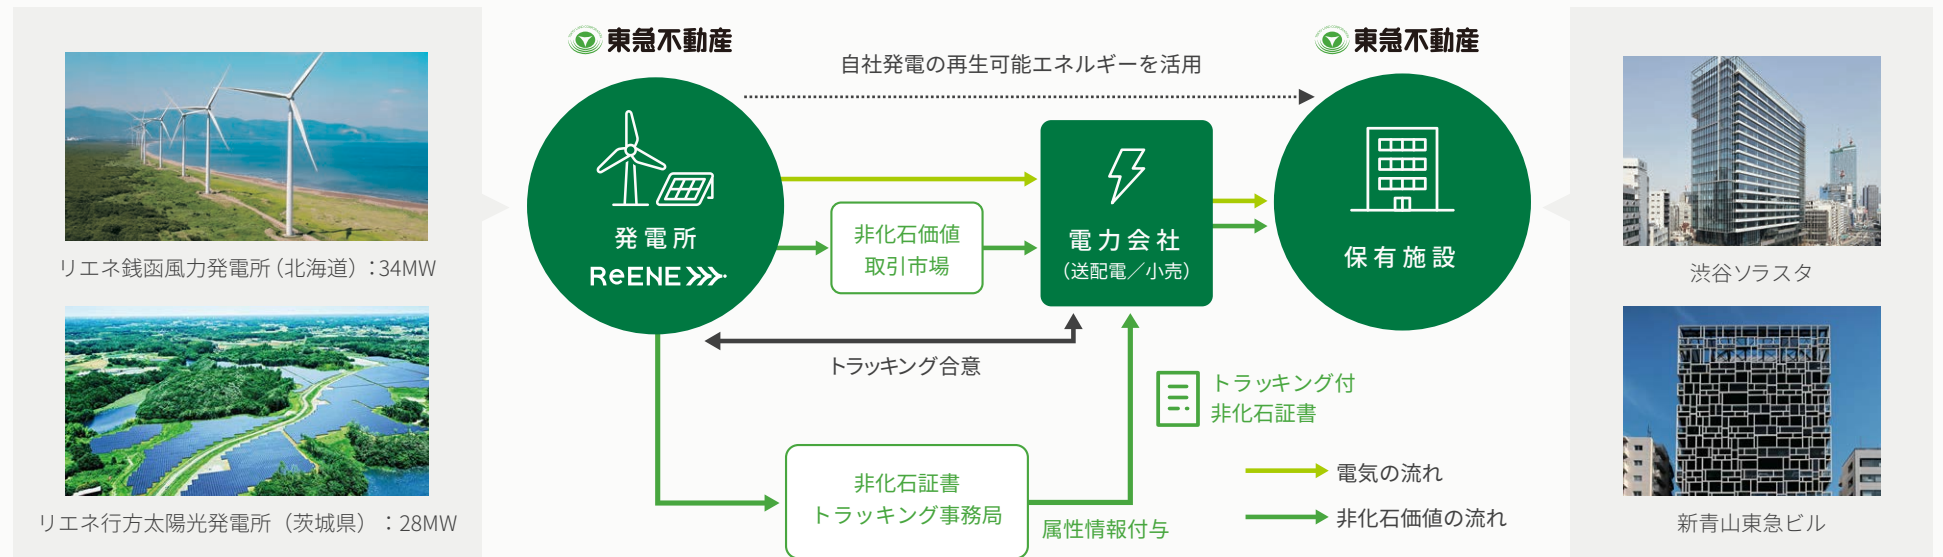 リエネ銭函風力発電所（北海道）：34MW
リエネ行方太陽光発電所（茨城県）：28MW
東急不動産
自社発電の再生可能エネルギーを活用
発電所
ReENE
非化石価値
取引市場
電力会社
（送配電／小売）
トラッキング合意
トラッキング付
非化石証書
非化石証書
トラッキング事務局
属性情報付与
東急不動産
保有施設
電気の流れ
非化石価値の流れ
渋谷ソラスタ
新青山東急ビル